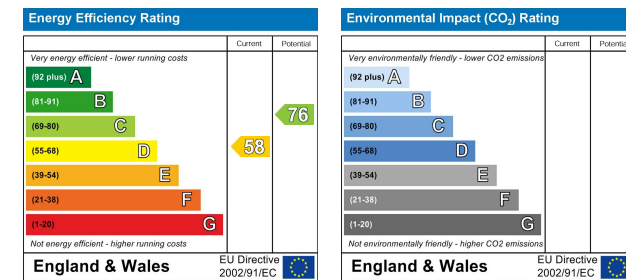 Energy Efficiency Rating
Current Potential
Very energy efficient - lower running costs
(92 plus) A
(81-91) B
(69-80) C
(55-68) D
(39-54) E
(21-38) F
(1-20) G
58
76
Not energy efficient - higher running costs
England & Wales
EU Directive
2002/91/EC
Environmental Impact (CO2) Rating
Current Potentia
Very environmentally friendly - lower CO2 emissions
(92 plus) A
(81-91) B
(69-80) C
(55-68) D
(39-54) E
(21-38) F
(1-20) G
Not environmentally friendly - higher CO2 emissions
England & Wales
EU Directive
2002/91/EC